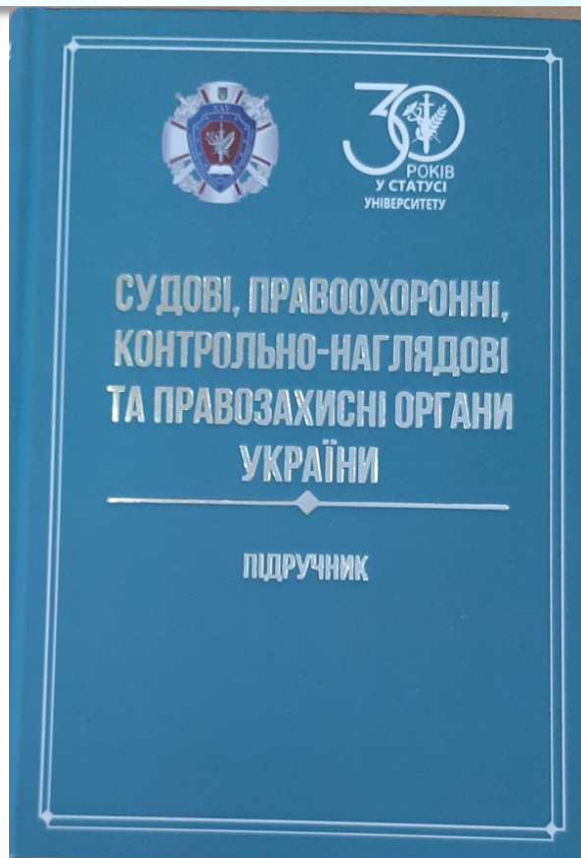 30
РОКІВ
У СТАТУСІ
УНІВЕРСИТЕТУ
СУДОВІ, ПРАВООХОРОННІ,
КОНТРОЛЬНО-НАГЛЯДОВІ
ТА ПРАВОЗАХИСНІ ОРГАНИ
УКРАЇНИ
ПІДРУЧНИК